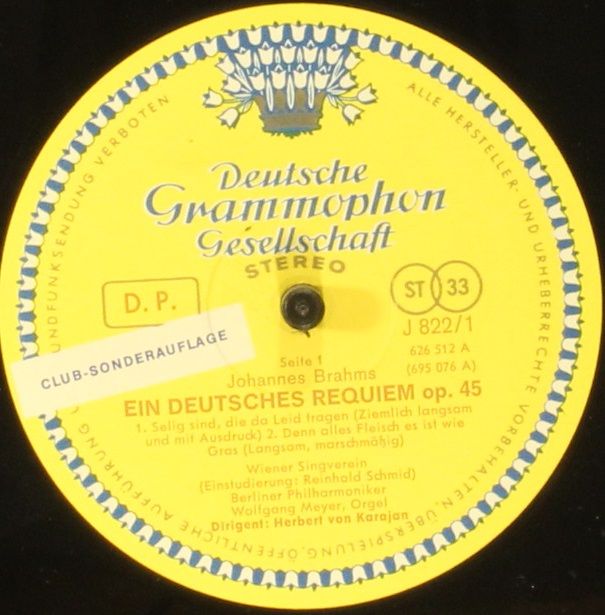 Deutsche
Grammophon
Gesellschaft
STEREO
D. P.
ST 33
J 822/1
626 512 A
(695 076 A)
CLUB-SONDERAUFLAGE
Seite 1
Johannes Brahms
EIN DEUTSCHES REQUIEM op. 45
1. Selig sind, die da Leid tragen (Ziemlich langsam
und mit Ausdruck) 2. Denn alles Fleisch es ist wie
Gras (Langsam, marschmäßig)
Wiener Singverein
(Einstudierung: Reinhold Schmid)
Berliner Philharmoniker
Wolfgang Meyer, Orgel
Dirigent: Herbert von Karajan
ALLE HERSTELLER- UND URHEBERRECHTE VORBEHALTEN. ÜBERSPIELUNG, ÖFFENTLICHE AUFFÜHRUNG UNDFUNKSENDUNG VERBOTEN